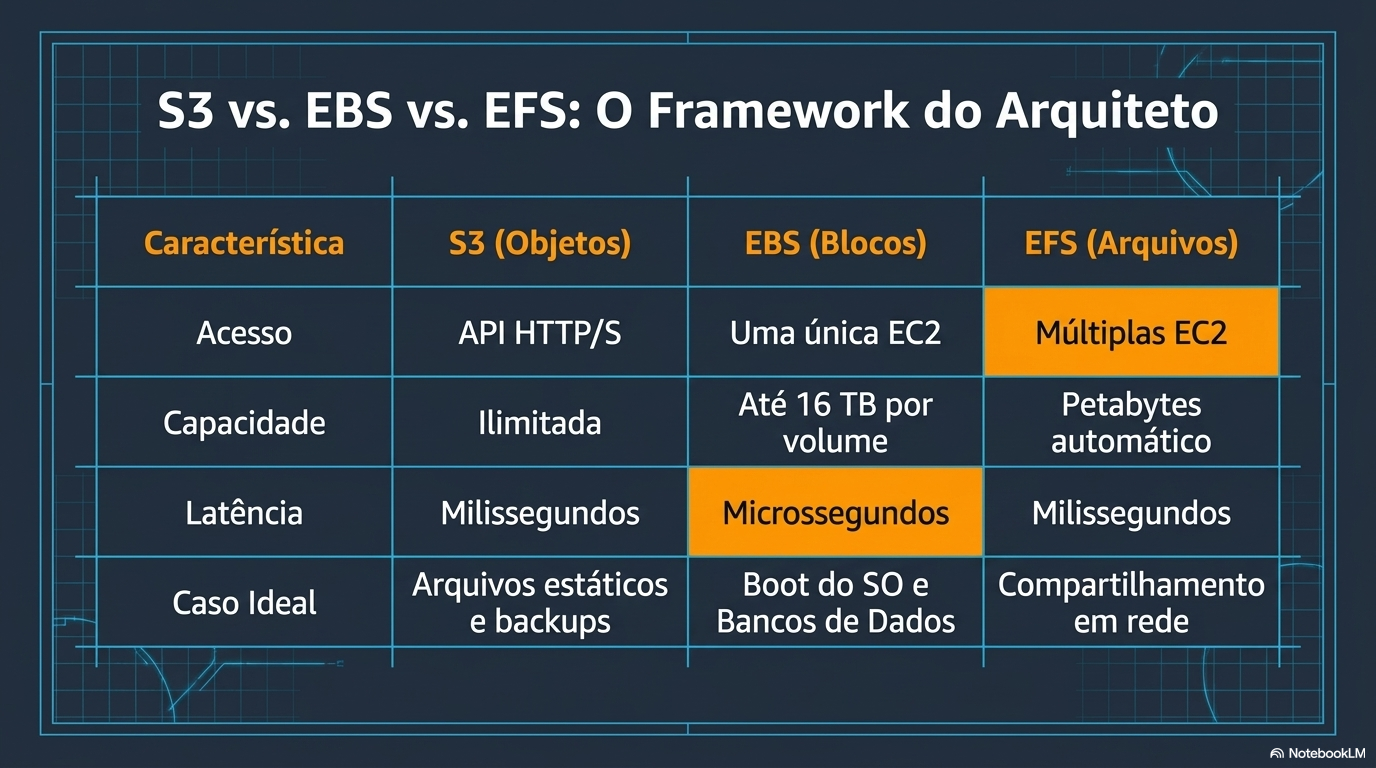 S3 vs. EBS vs. EFS: O Framework do Arquiteto
Característica
S3 (Objetos)
EBS (Blocos)
EFS (Arquivos)
Acesso
API HTTP/S
Uma única EC2
Múltiplas EC2
Capacidade
Ilimitada
Até 16 TB por
volume
Petabytes
automático
Latência
Milissegundos
Microssegundos
Milissegundos
Caso Ideal
Arquivos estáticos
e backups
Boot do SO e
Bancos de Dados
Compartilhamento
em rede
NotebookLM